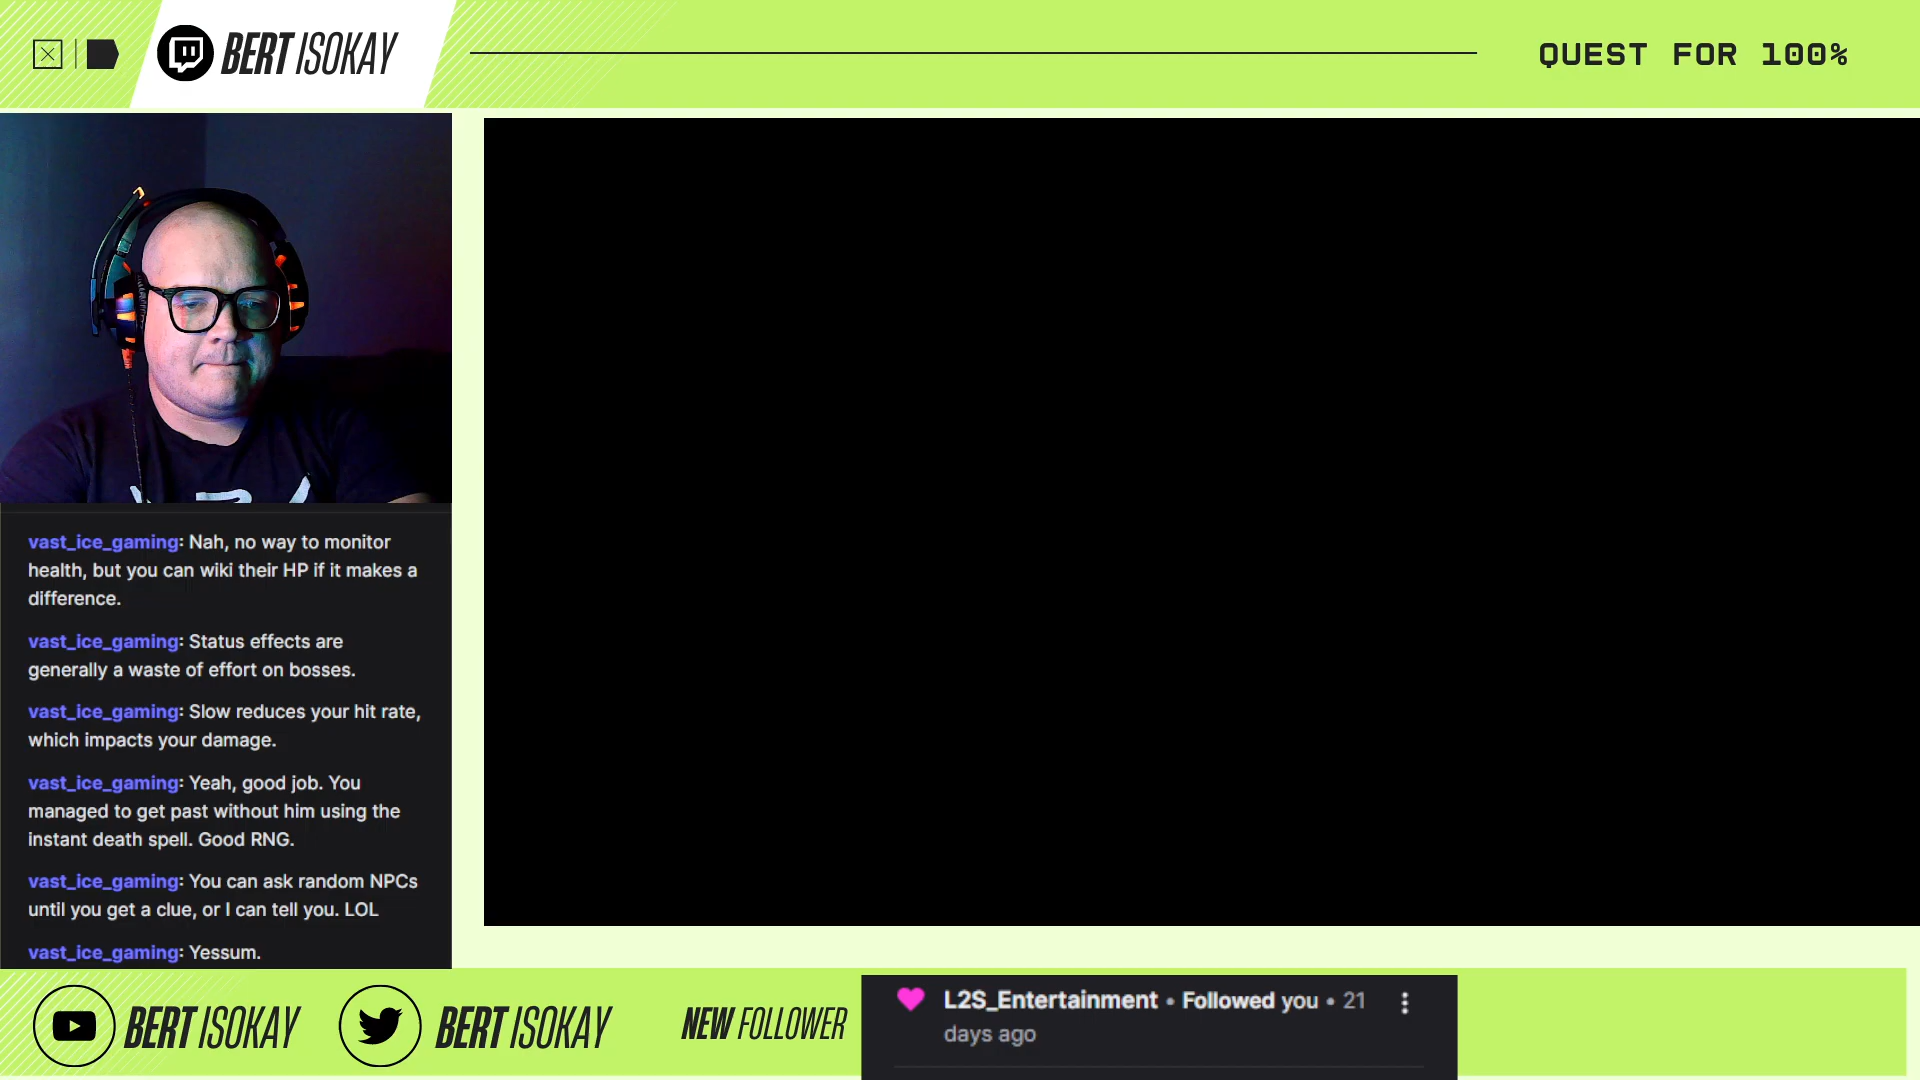 BERT ISOKAY
QUEST FOR 100%
vast_ice_gaming: Nah, no way to monitor
health, but you can wiki their HP if it makes a
difference.
vast_ice_gaming: Status effects are
generally a waste of effort on bosses.
vast_ice_gaming: Slow reduces your hit rate,
which impacts your damage.
vast_ice_gaming: Yeah, good job. You
managed to get past without him using the
instant death spell. Good RNG.
vast_ice_gaming: You can ask random NPCs
until you get a clue, or I can tell you. LOL
vast_ice_gaming: Yessum.
BERT ISOKAY
BERT ISOKAY
NEW FOLLOWER
L2S_Entertainment • Followed you • 21
days ago